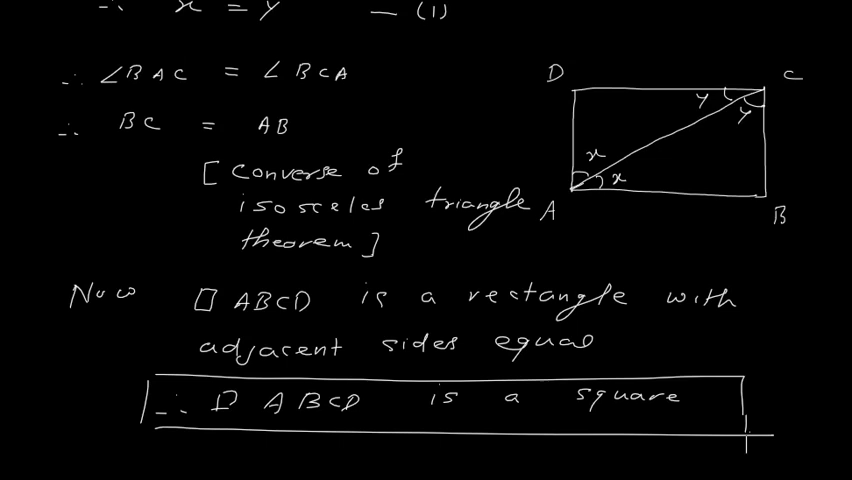 ∴ x = y — (1)
∴ ∠BAC = ∠BCA
∴ BC = AB
[Converse of
isosceles triangle
theorem]
D C
y y
x x
A B
Now □ ABCD is a rectangle with
adjacent sides equal
∴ □ ABCD is a square